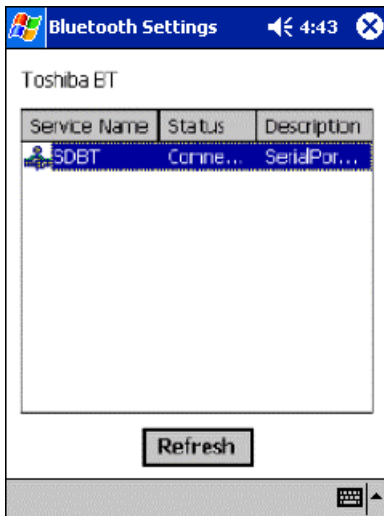 Bluetooth Settings 4:43
Toshiba BT
Service Name Status Description
SDBT Conne... SerialPor...
Refresh